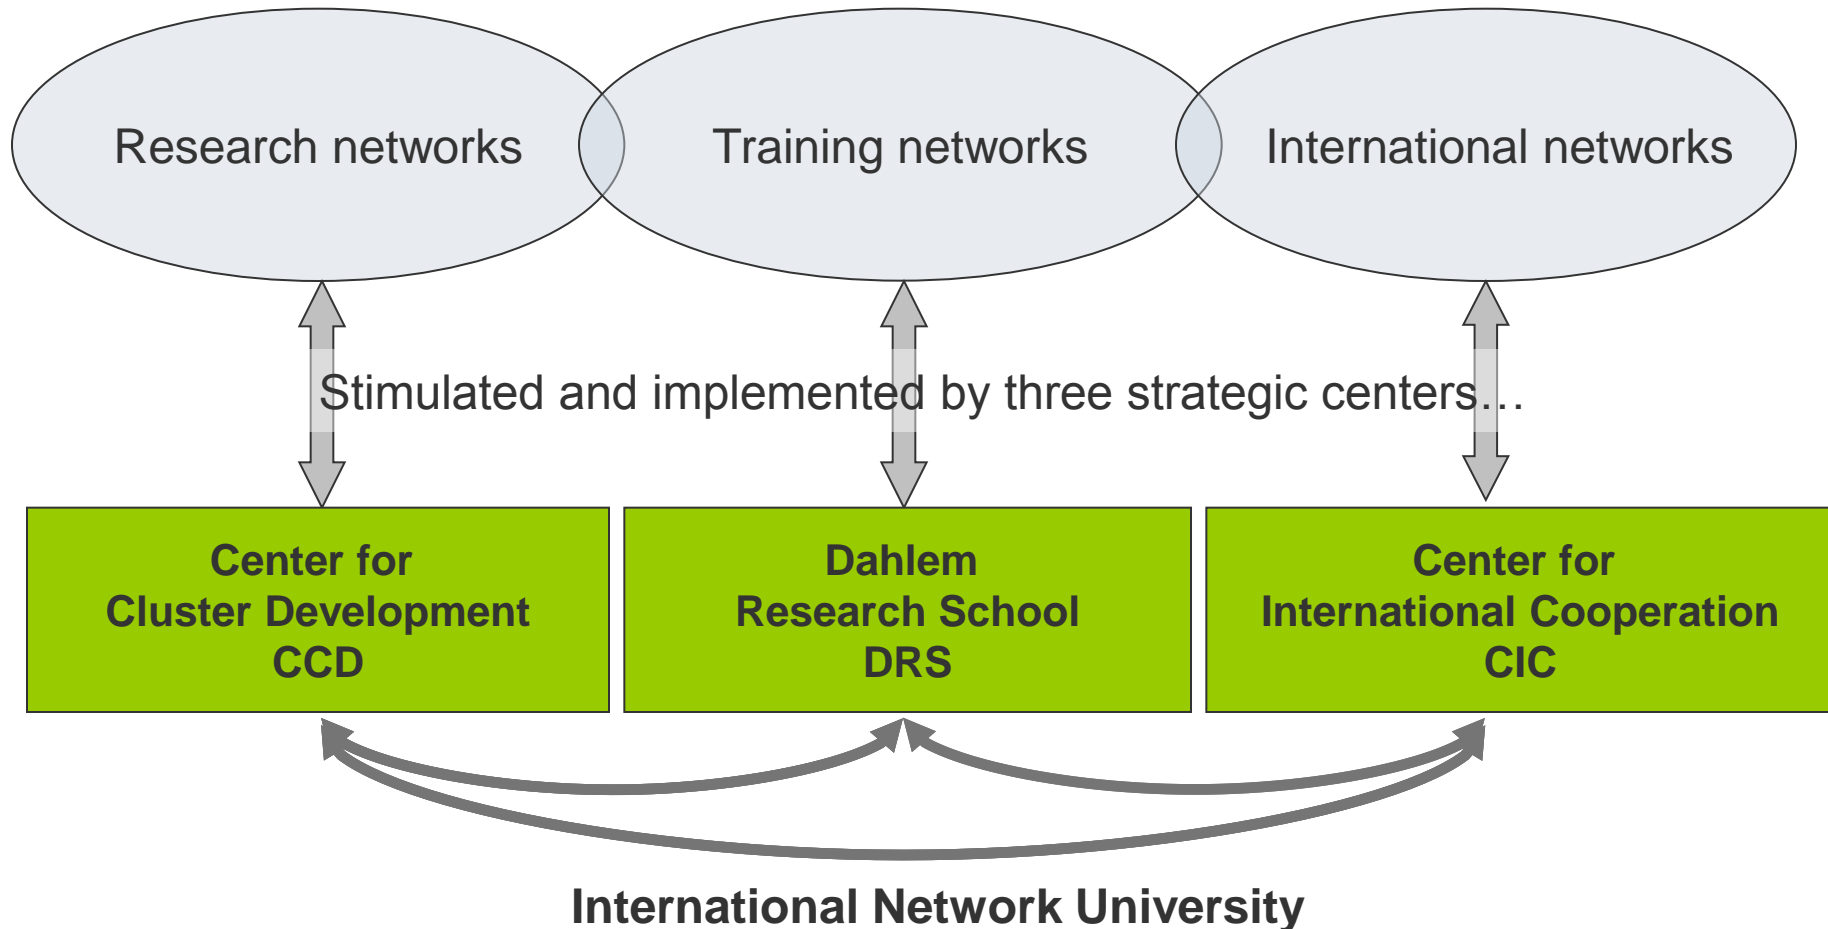 Research networks
Training networks
International networks
Stimulated and implemented by three strategic centers…
Center for
Cluster Development
CCD
Dahlem
Research School
DRS
Center for
International Cooperation
CIC
International Network University